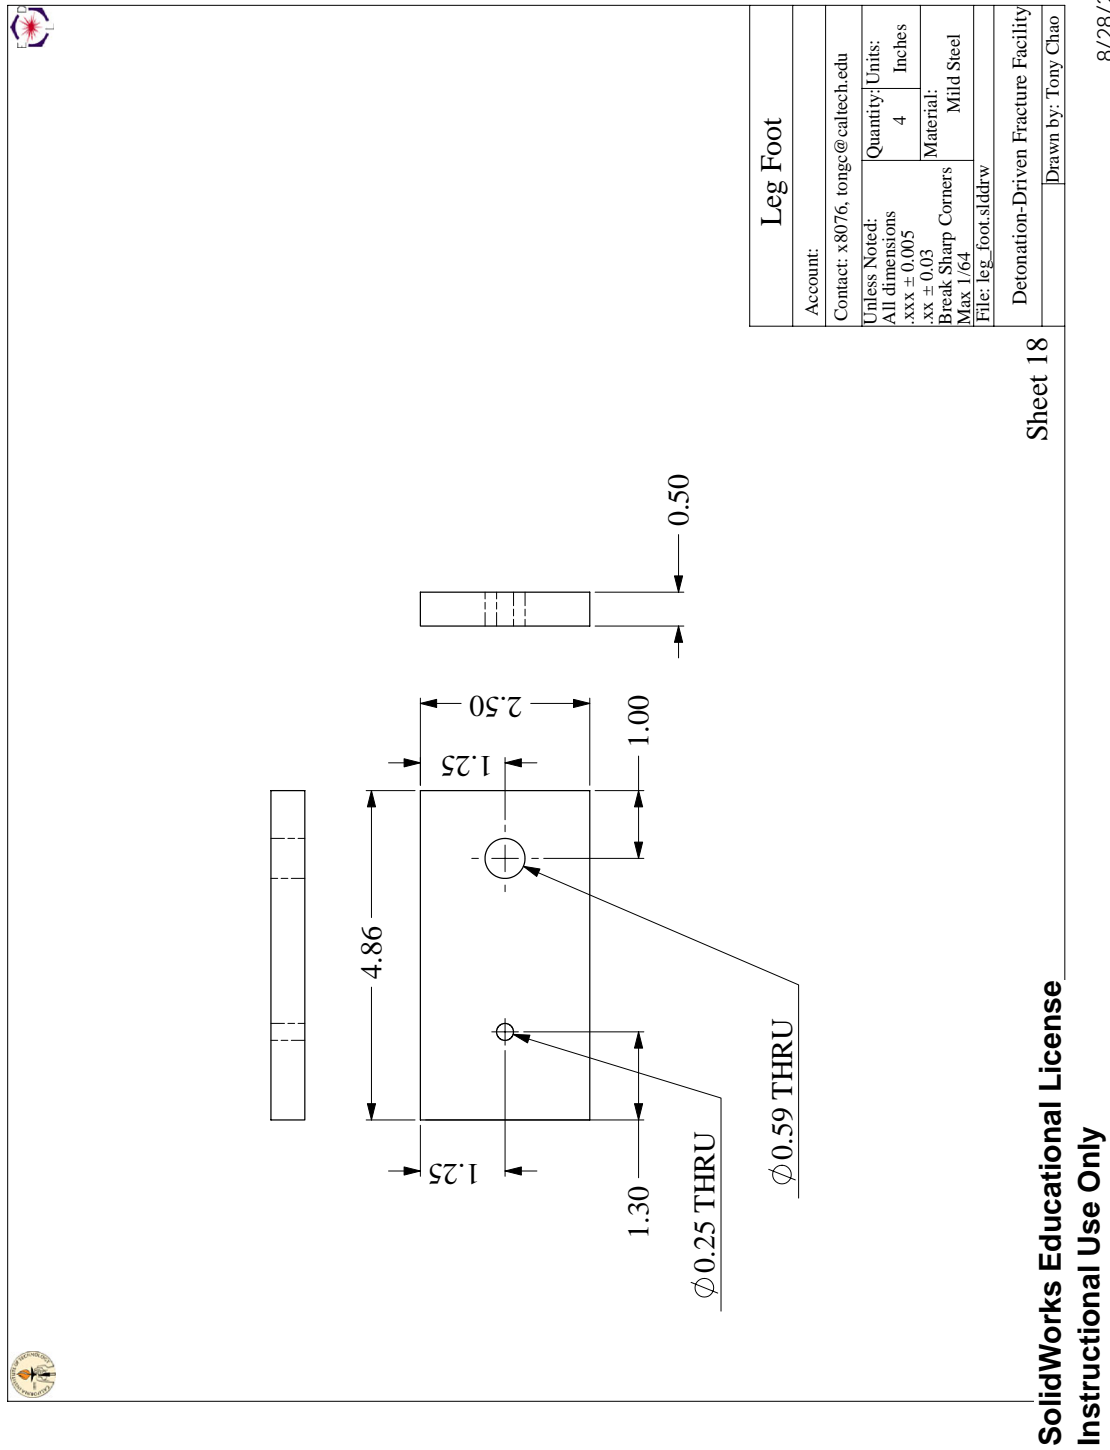 4.86
1.25
1.25
2.50
1.30
1.00
0.50
∅0.25 THRU
∅0.59 THRU
Leg Foot
Account:
Contact: x8076, tongc@caltech.edu
Unless Noted:
All dimensions
.xxx ± 0.005
.xx ± 0.03
Break Sharp Corners
Max 1/64
Quantity:
4
Units:
Inches
Material:
Mild Steel
File: leg_foot.slddrw
Detonation-Driven Fracture Facility
Drawn by: Tony Chao
Sheet 18
SolidWorks Educational License
Instructional Use Only